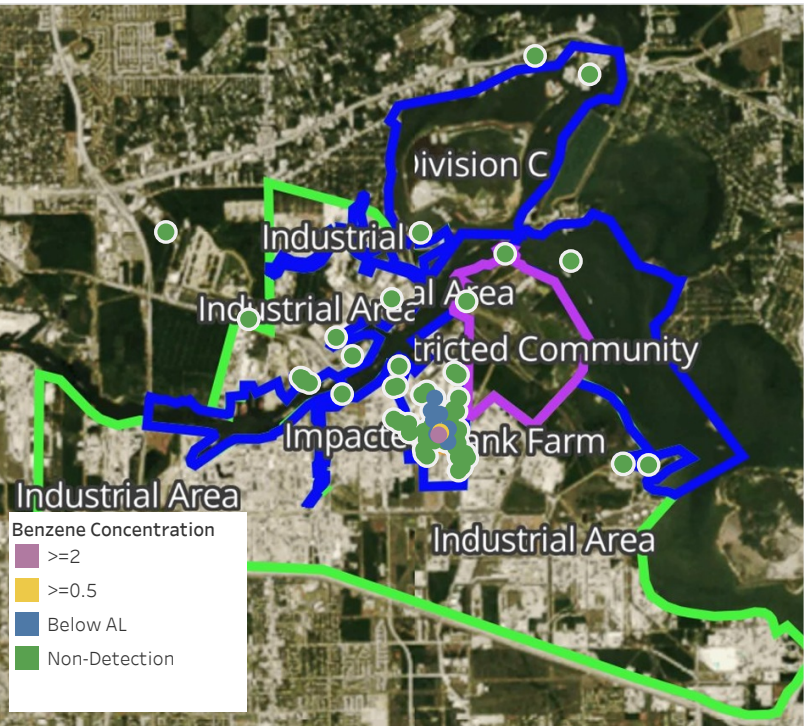 Division C
Industrial
Industrial Area
al Area
tricted Community
Impacte
ank Farm
Industrial Area
Industrial Area
Benzene Concentration
>=2
>=0.5
Below AL
Non-Detection